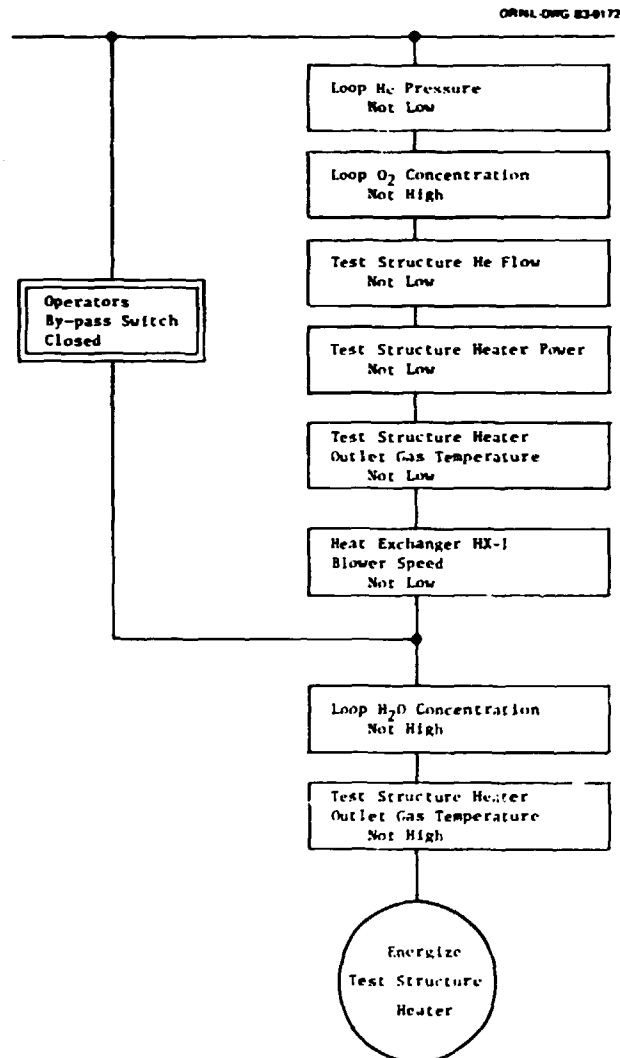 ORNL-DWG 83-9172
Loop He Pressure
Not Low
Loop O2 Concentration
Not High
Test Structure He Flow
Not Low
Operators
By-pass Switch
Closed
Test Structure Heater Power
Not Low
Test Structure Heater
Outlet Gas Temperature
Not Low
Heat Exchanger HX-1
Blower Speed
Not Low
Loop H2O Concentration
Not High
Test Structure Heater
Outlet Gas Temperature
Not High
Energize
Test Structure
Heater